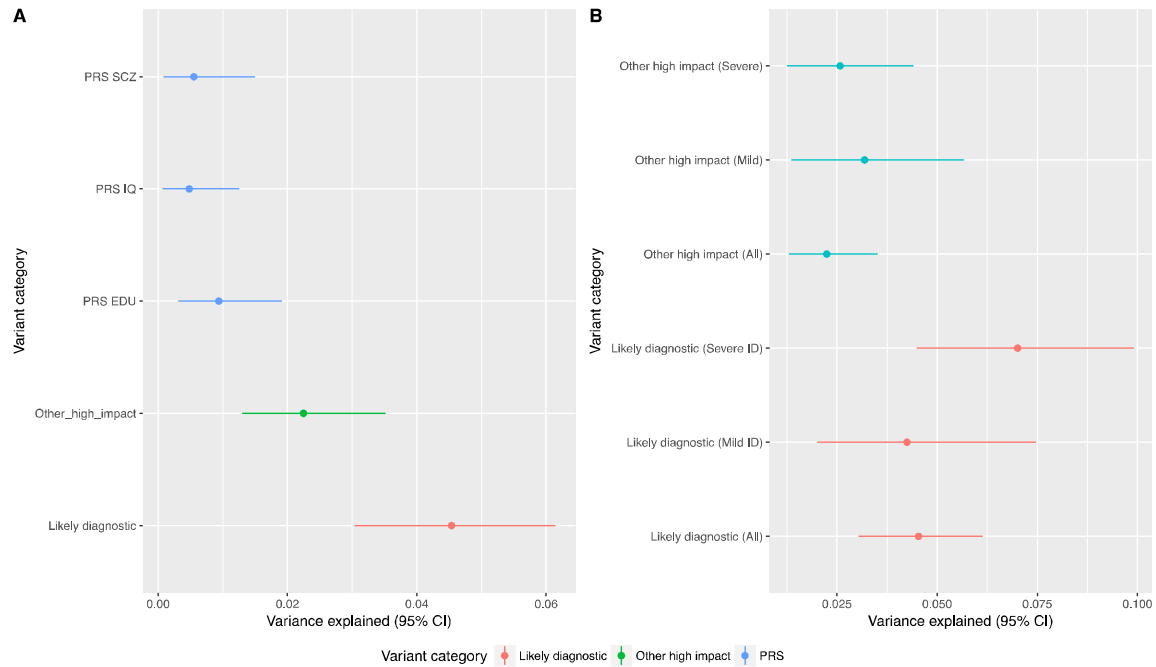 A
PRS SCZ
PRS IQ
PRS EDU
Other_high_impact
Likely diagnostic
Variant category
0.00 0.02 0.04 0.06
Variance explained (95% CI)
B
Other high impact (Severe)
Other high impact (Mild)
Other high impact (All)
Likely diagnostic (Severe ID)
Likely diagnostic (Mild ID)
Likely diagnostic (All)
Variant category
0.025 0.050 0.075 0.100
Variance explained (95% CI)
Variant category Likely diagnostic Other high impact PRS